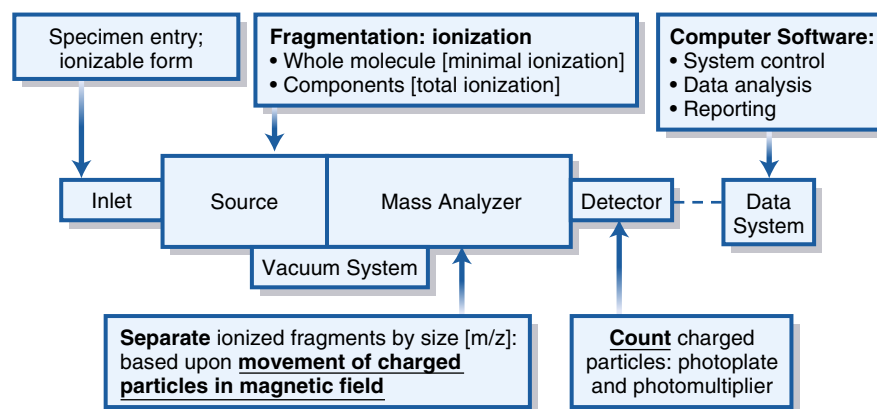 Specimen entry;
ionizable form
Fragmentation: ionization
• Whole molecule [minimal ionization]
• Components [total ionization]
Computer Software:
• System control
• Data analysis
• Reporting
Inlet
Source
Mass Analyzer
Detector
Data
System
Vacuum System
Separate ionized fragments by size [m/z]:
based upon movement of charged
particles in magnetic field
Count charged
particles: photoplate
and photomultiplier